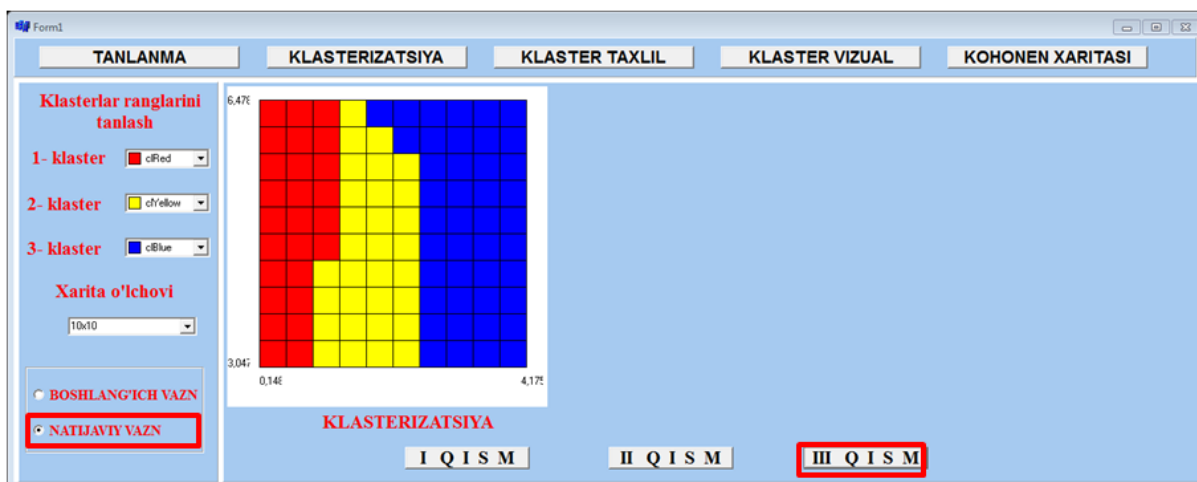 Form1
TANLANMA KLASTERIZATSIYA KLASTER TAXLIL KLASTER VIZUAL KOHONEN XARITASI
Klasterlar ranglarini
tanlash
1- klaster clRed
2- klaster clYellow
3- klaster clBlue
Xarita o'lchovi
10x10
BOSHLANG'ICH VAZN
NATIJAVIY VAZN
6,478
3,047
0,148 4,175
KLASTERIZATSIYA
I Q I S M II Q I S M III Q I S M